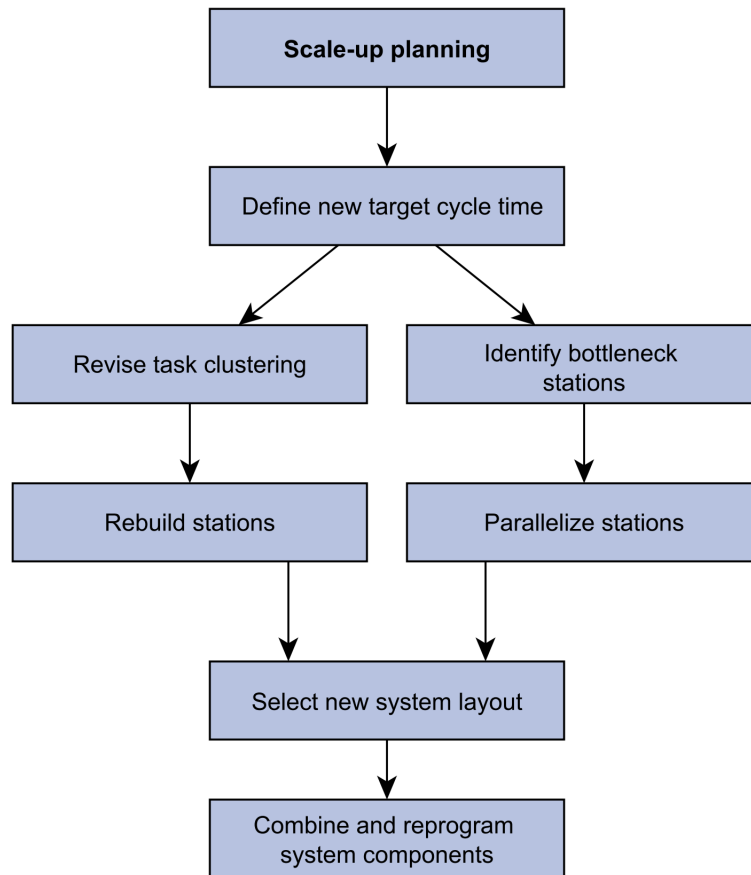 Scale-up planning
Define new target cycle time
Revise task clustering
Identify bottleneck
stations
Rebuild stations
Parallelize stations
Select new system layout
Combine and reprogram
system components